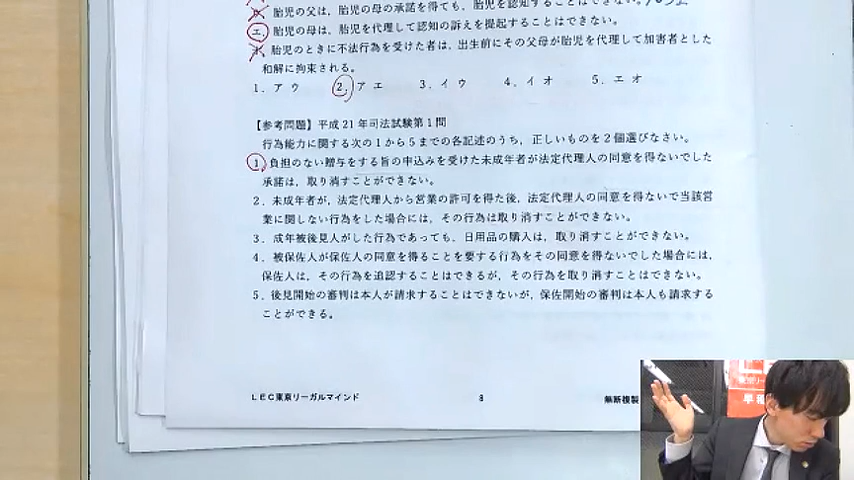 胎児の父は、胎児の母の承諾を得ても、胎児を認知することはできない。
エ. 胎児の母は、胎児を代理して認知の訴えを提起することはできない。
オ 胎児のときに不法行為を受けた者は、出生前にその父母が胎児を代理して加害者とした
和解に拘束される。
1. アウ 2. アエ 3. イウ 4. イオ 5. エオ
【参考問題】平成21年司法試験第1問
行為能力に関する次の1から5までの各記述のうち、正しいものを2個選びなさい。
1. 負担のない贈与をする旨の申込みを受けた未成年者が法定代理人の同意を得ないでした
承諾は、取り消すことができない。
2. 未成年者が、法定代理人から営業の許可を得た後、法定代理人の同意を得ないで当該営
業に関しない行為をした場合には、その行為は取り消すことができない。
3. 成年被後見人がした行為であっても、日用品の購入は、取り消すことができない。
4. 被保佐人が保佐人の同意を得ることを要する行為をその同意を得ないでした場合には、
保佐人は、その行為を追認することはできるが、その行為を取り消すことはできない。
5. 後見開始の審判は本人が請求することはできないが、保佐開始の審判は本人も請求する
ことができる。
LEC東京リーガルマインド 8 無断複製
東京リー
早稲